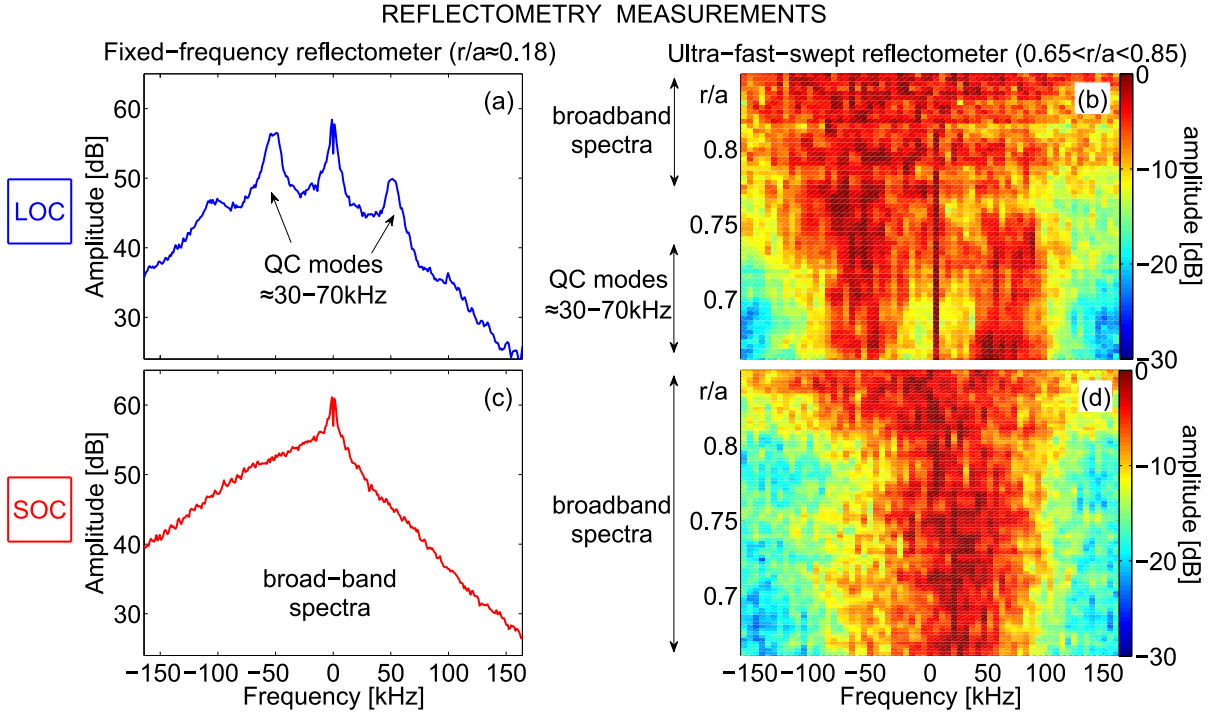 REFLECTOMETRY MEASUREMENTS
Fixed−frequency reflectometer (r/a≈0.18)
Ultra−fast−swept reflectometer (0.65<r/a<0.85)
LOC
Amplitude [dB]
60
50
40
30
(a)
QC modes
≈30−70kHz
broadband
spectra
QC modes
≈30−70kHz
r/a
0.8
0.75
0.7
(b)
0
−10
−20
−30
amplitude [dB]
SOC
Amplitude [dB]
60
50
40
30
(c)
broad−band
spectra
−150 −100 −50 0 50 100 150
Frequency [kHz]
broadband
spectra
r/a
0.8
0.75
0.7
(d)
0
−10
−20
−30
amplitude [dB]
−150 −100 −50 0 50 100 150
Frequency [kHz]